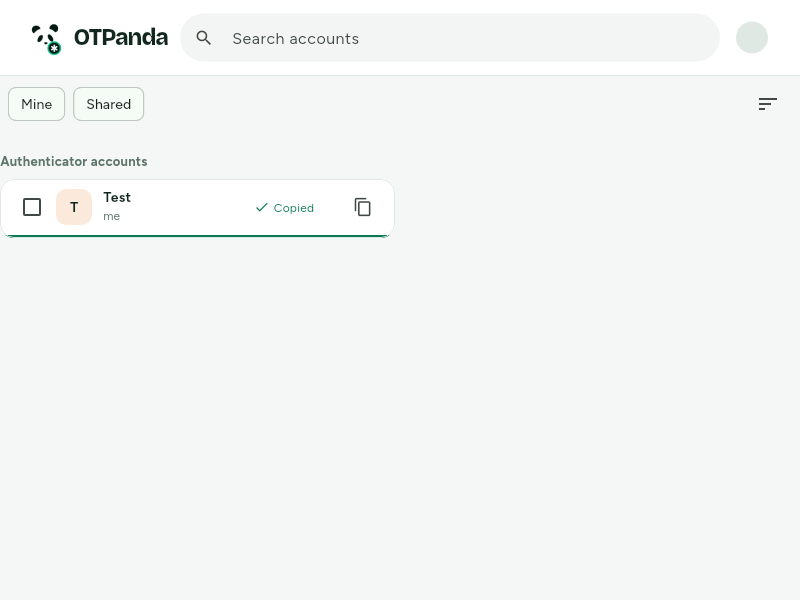 OTPanda
Search accounts
Mine
Shared
Authenticator accounts
T
Test
me
Copied